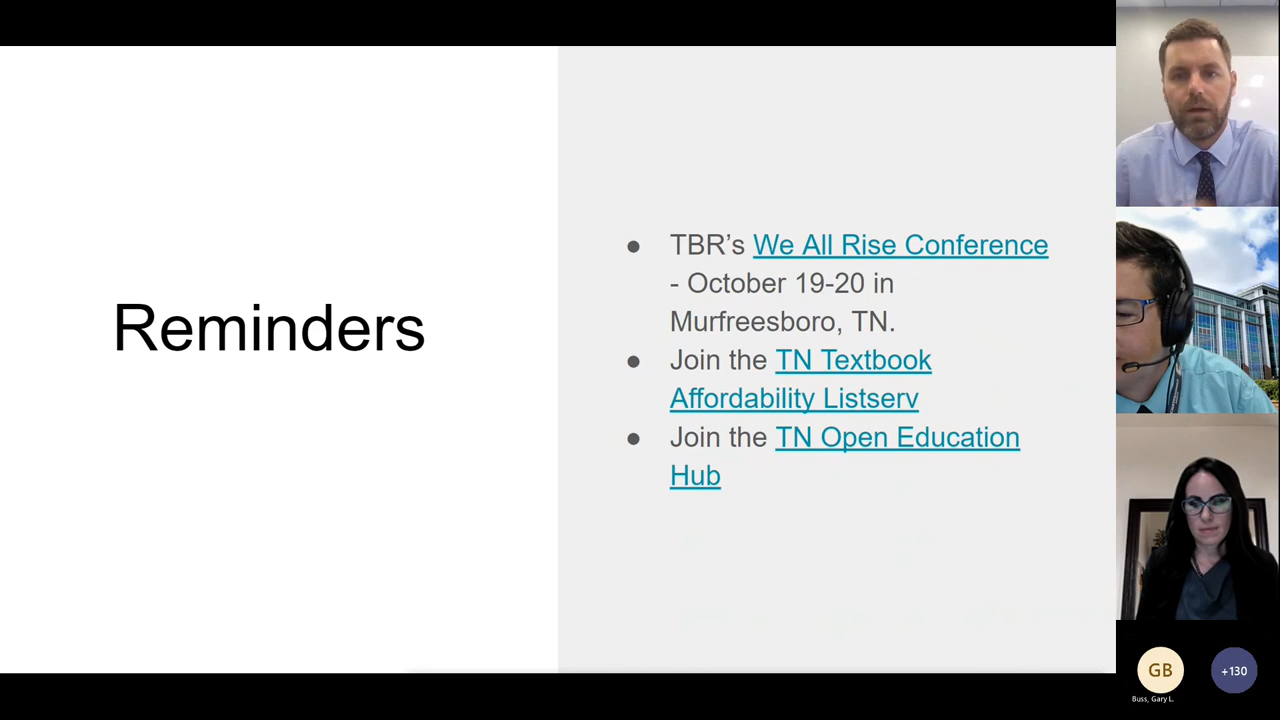 Reminders
● TBR’s We All Rise Conference
- October 19-20 in
Murfreesboro, TN.
● Join the TN Textbook
Affordability Listserv
● Join the TN Open Education
Hub
GB
+130
Buss, Gary L.